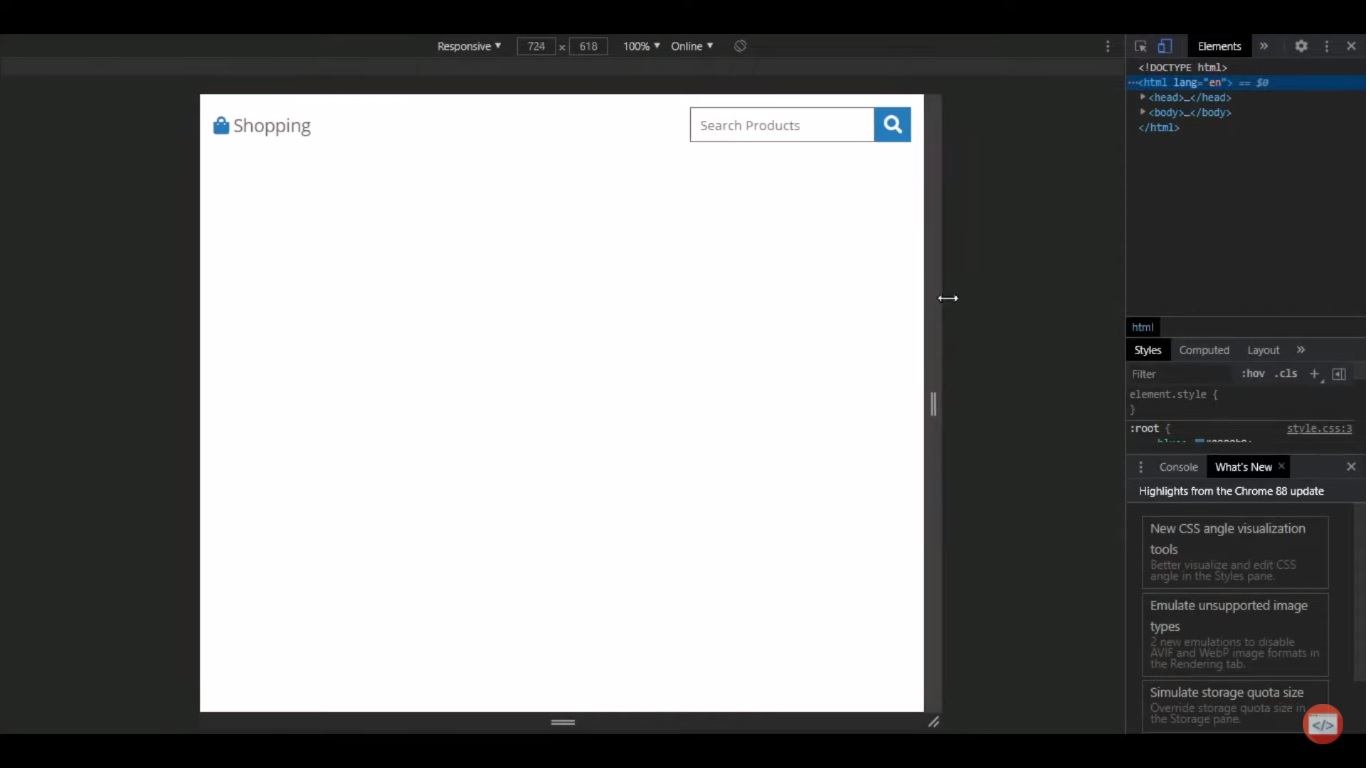 Responsive ▼ 724 x 618 100% ▼ Online ▼
Elements »
<!DOCTYPE html>
⋯<html lang="en"> == $0
▶<head>…</head>
▶<body>…</body>
</html>
Shopping
Search Products
html
Styles Computed Layout »
Filter :hov .cls +
element.style {
}
:root { style.css:3
Console What's New ×
Highlights from the Chrome 88 update
New CSS angle visualization
tools
Better visualize and edit CSS
angle in the Styles pane.
Emulate unsupported image
types
2 new emulations to disable
AVIF and WebP image formats in
the Rendering tab.
Simulate storage quota size
Override storage quota size in
the Storage pane.
</>